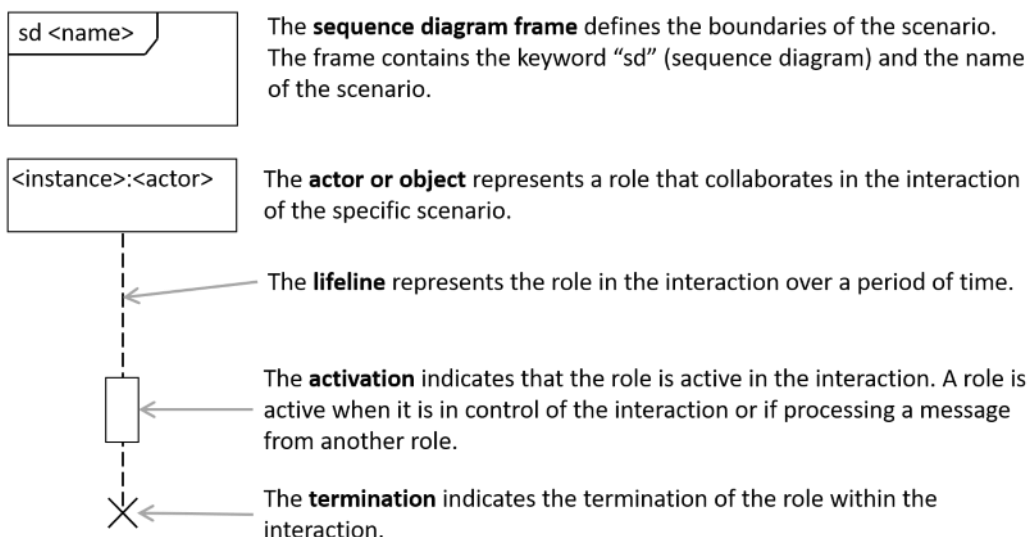 sd <name>
The sequence diagram frame defines the boundaries of the scenario.
The frame contains the keyword “sd” (sequence diagram) and the name
of the scenario.
<instance>:<actor>
The actor or object represents a role that collaborates in the interaction
of the specific scenario.
The lifeline represents the role in the interaction over a period of time.
The activation indicates that the role is active in the interaction. A role is
active when it is in control of the interaction or if processing a message
from another role.
The termination indicates the termination of the role within the
interaction.